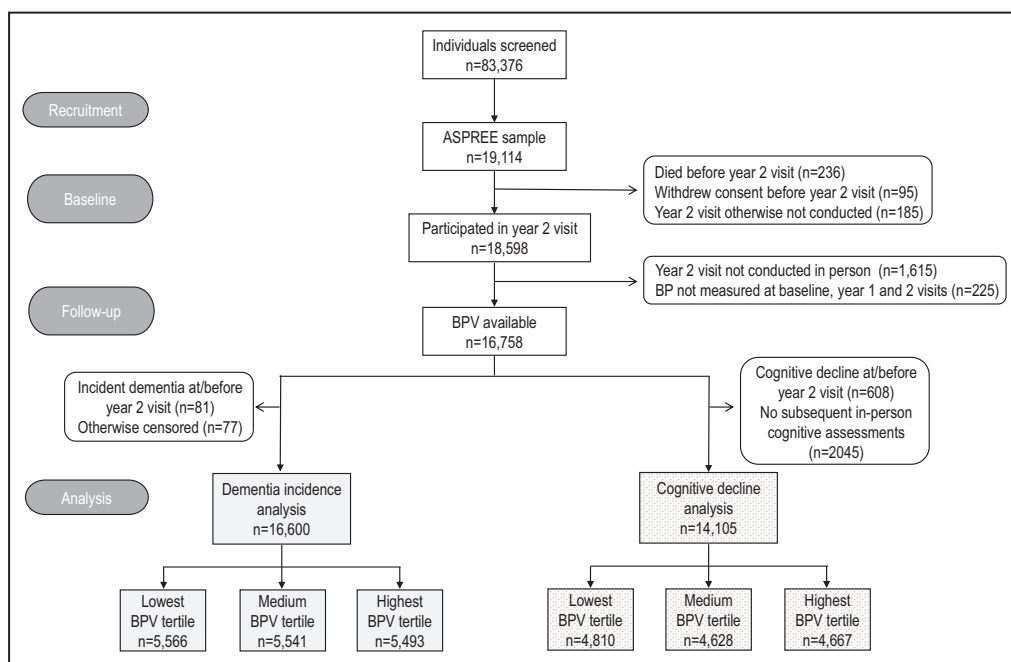 Individuals screened
n=83,376
Recruitment
ASPREE sample
n=19,114
Died before year 2 visit (n=236)
Withdrew consent before year 2 visit (n=95)
Year 2 visit otherwise not conducted (n=185)
Baseline
Participated in year 2 visit
n=18,598
Year 2 visit not conducted in person (n=1,615)
BP not measured at baseline, year 1 and 2 visits (n=225)
Follow-up
BPV available
n=16,758
Incident dementia at/before
year 2 visit (n=81)
Otherwise censored (n=77)
Cognitive decline at/before
year 2 visit (n=608)
No subsequent in-person
cognitive assessments
(n=2045)
Analysis
Dementia incidence
analysis
n=16,600
Cognitive decline
analysis
n=14,105
Lowest
BPV tertile
n=5,566
Medium
BPV tertile
n=5,541
Highest
BPV tertile
n=5,493
Lowest
BPV tertile
n=4,810
Medium
BPV tertile
n=4,628
Highest
BPV tertile
n=4,667